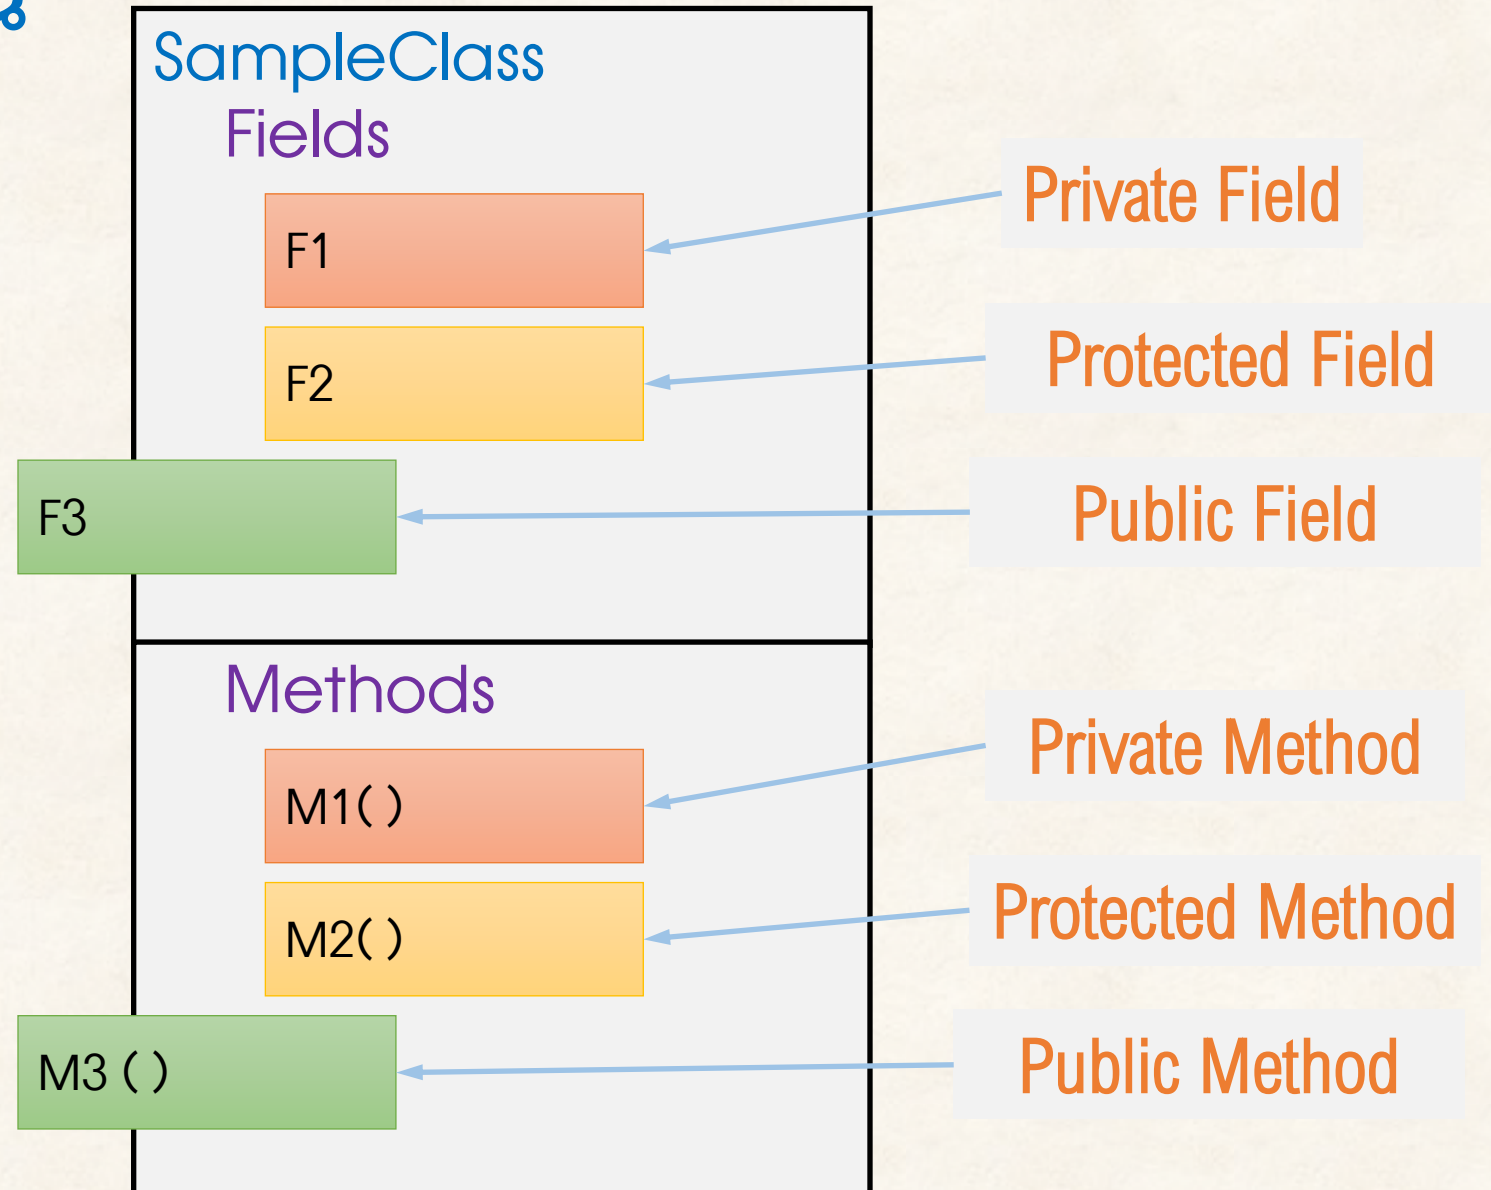 SampleClass
Fields
F1
Private Field
F2
Protected Field
F3
Public Field
Methods
M1( )
Private Method
M2( )
Protected Method
M3 ( )
Public Method